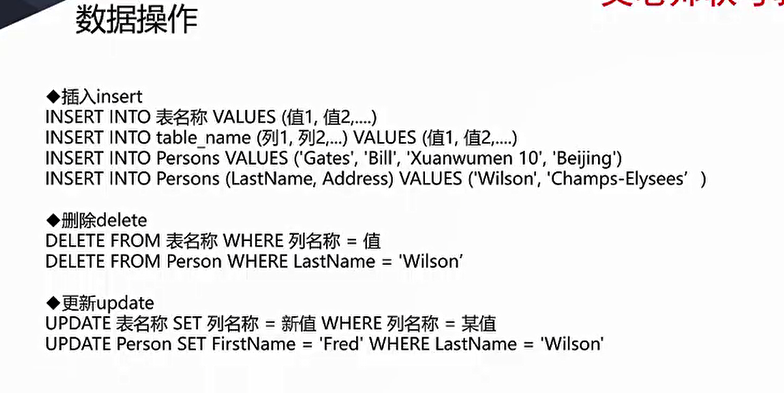 数据操作
◆插入insert
INSERT INTO 表名称 VALUES (值1, 值2,....)
INSERT INTO table_name (列1, 列2,...) VALUES (值1, 值2,....)
INSERT INTO Persons VALUES ('Gates', 'Bill', 'Xuanwumen 10', 'Beijing')
INSERT INTO Persons (LastName, Address) VALUES ('Wilson', 'Champs-Elysees’ )
◆删除delete
DELETE FROM 表名称 WHERE 列名称 = 值
DELETE FROM Person WHERE LastName = 'Wilson’
◆更新update
UPDATE 表名称 SET 列名称 = 新值 WHERE 列名称 = 某值
UPDATE Person SET FirstName = 'Fred' WHERE LastName = 'Wilson'